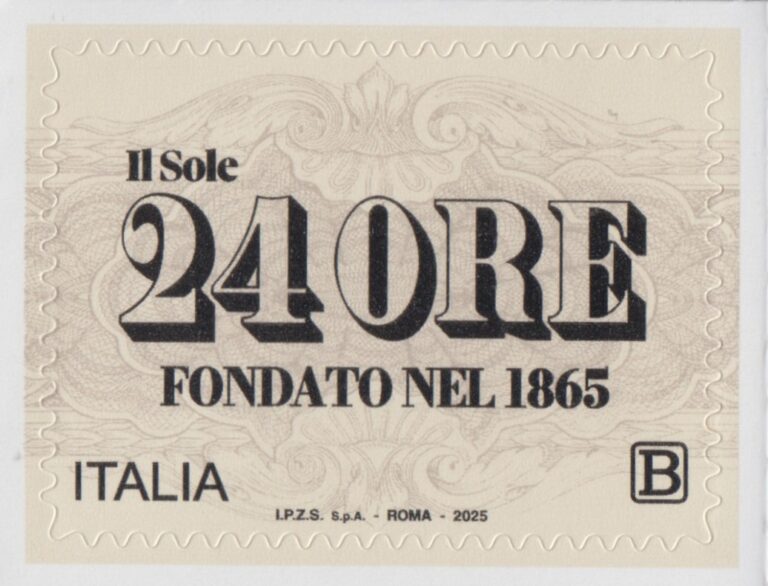 Il Sole
24 ORE
FONDATO NEL 1865
ITALIA
B
I.P.Z.S. S.p.A. - ROMA - 2025